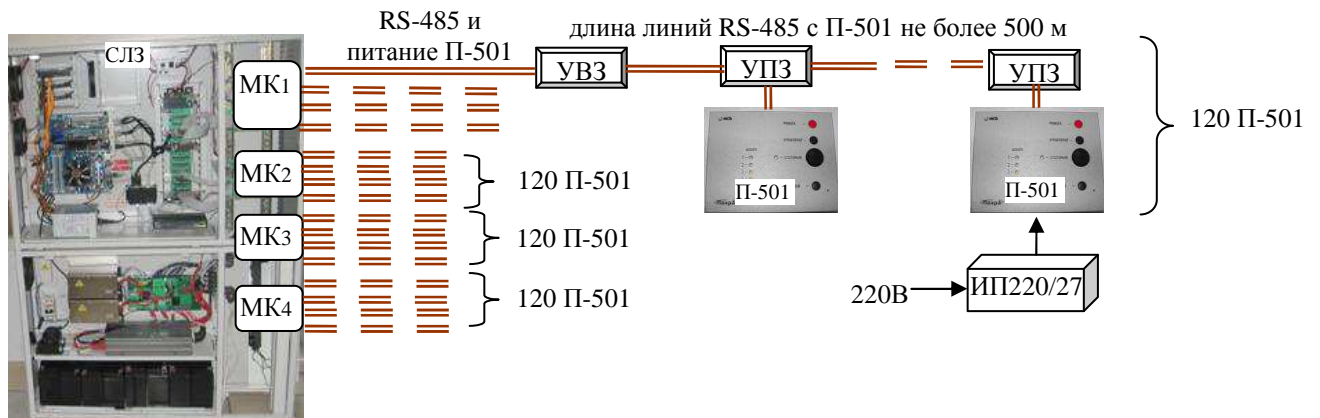 RS-485 и
питание П-501
длина линий RS-485 с П-501 не более 500 м
СЛЗ
МК1
УВЗ
УПЗ
УПЗ
120 П-501
МК2
120 П-501
П-501
П-501
МК3
120 П-501
МК4
120 П-501
220В
ИП220/27